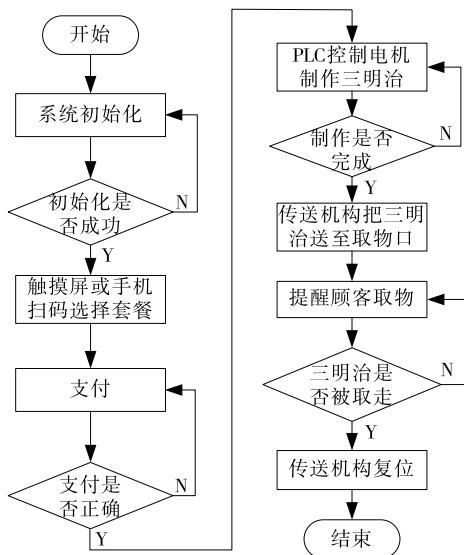 开始
系统初始化
初始化是
否成功
N
Y
触摸屏或手机
扫码选择套餐
支付
支付是
否正确
N
Y
PLC控制电机
制作三明治
制作是否
完成
N
Y
传送机构把三明
治送至取物口
提醒顾客取物
三明治是
否被取走
N
Y
传送机构复位
结束